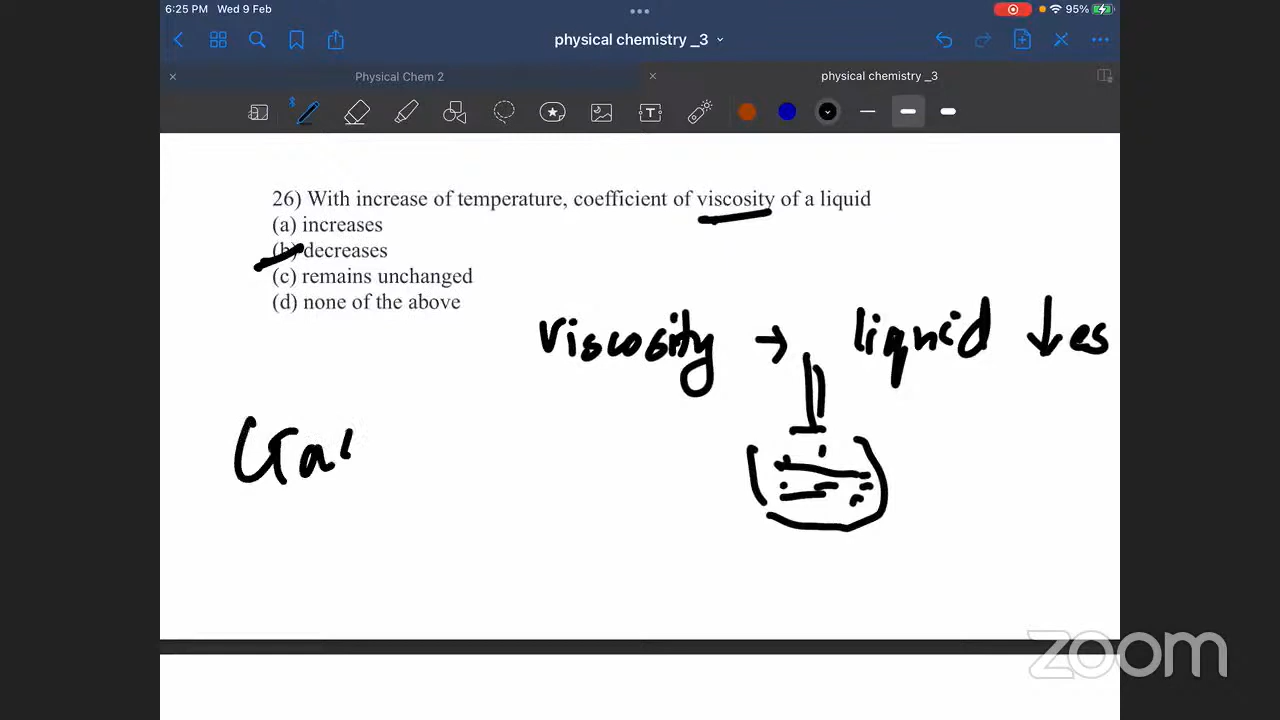 6:25 PM Wed 9 Feb
95%
physical chemistry _3
Physical Chem 2
physical chemistry _3
26) With increase of temperature, coefficient of viscosity of a liquid
(a) increases
(b) decreases
(c) remains unchanged
(d) none of the above
viscosity → liquid ↓es
zoom